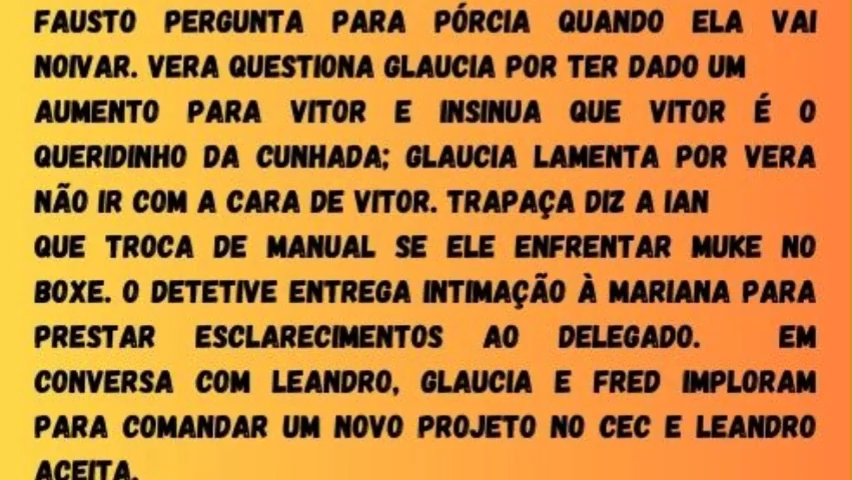 FAUSTO PERGUNTA PARA PÓRCIA QUANDO ELA VAI
NOIVAR. VERA QUESTIONA GLAUCIA POR TER DADO UM
AUMENTO PARA VITOR E INSINUA QUE VITOR É O
QUERIDINHO DA CUNHADA; GLAUCIA LAMENTA POR VERA
NÃO IR COM A CARA DE VITOR. TRAPAÇA DIZ A IAN
QUE TROCA DE MANUAL SE ELE ENFRENTAR MUKE NO
BOXE. O DETETIVE ENTREGA INTIMAÇÃO À MARIANA PARA
PRESTAR ESCLARECIMENTOS AO DELEGADO. EM
CONVERSA COM LEANDRO, GLAUCIA E FRED IMPLORAM
PARA COMANDAR UM NOVO PROJETO NO CEC E LEANDRO
ACEITA.